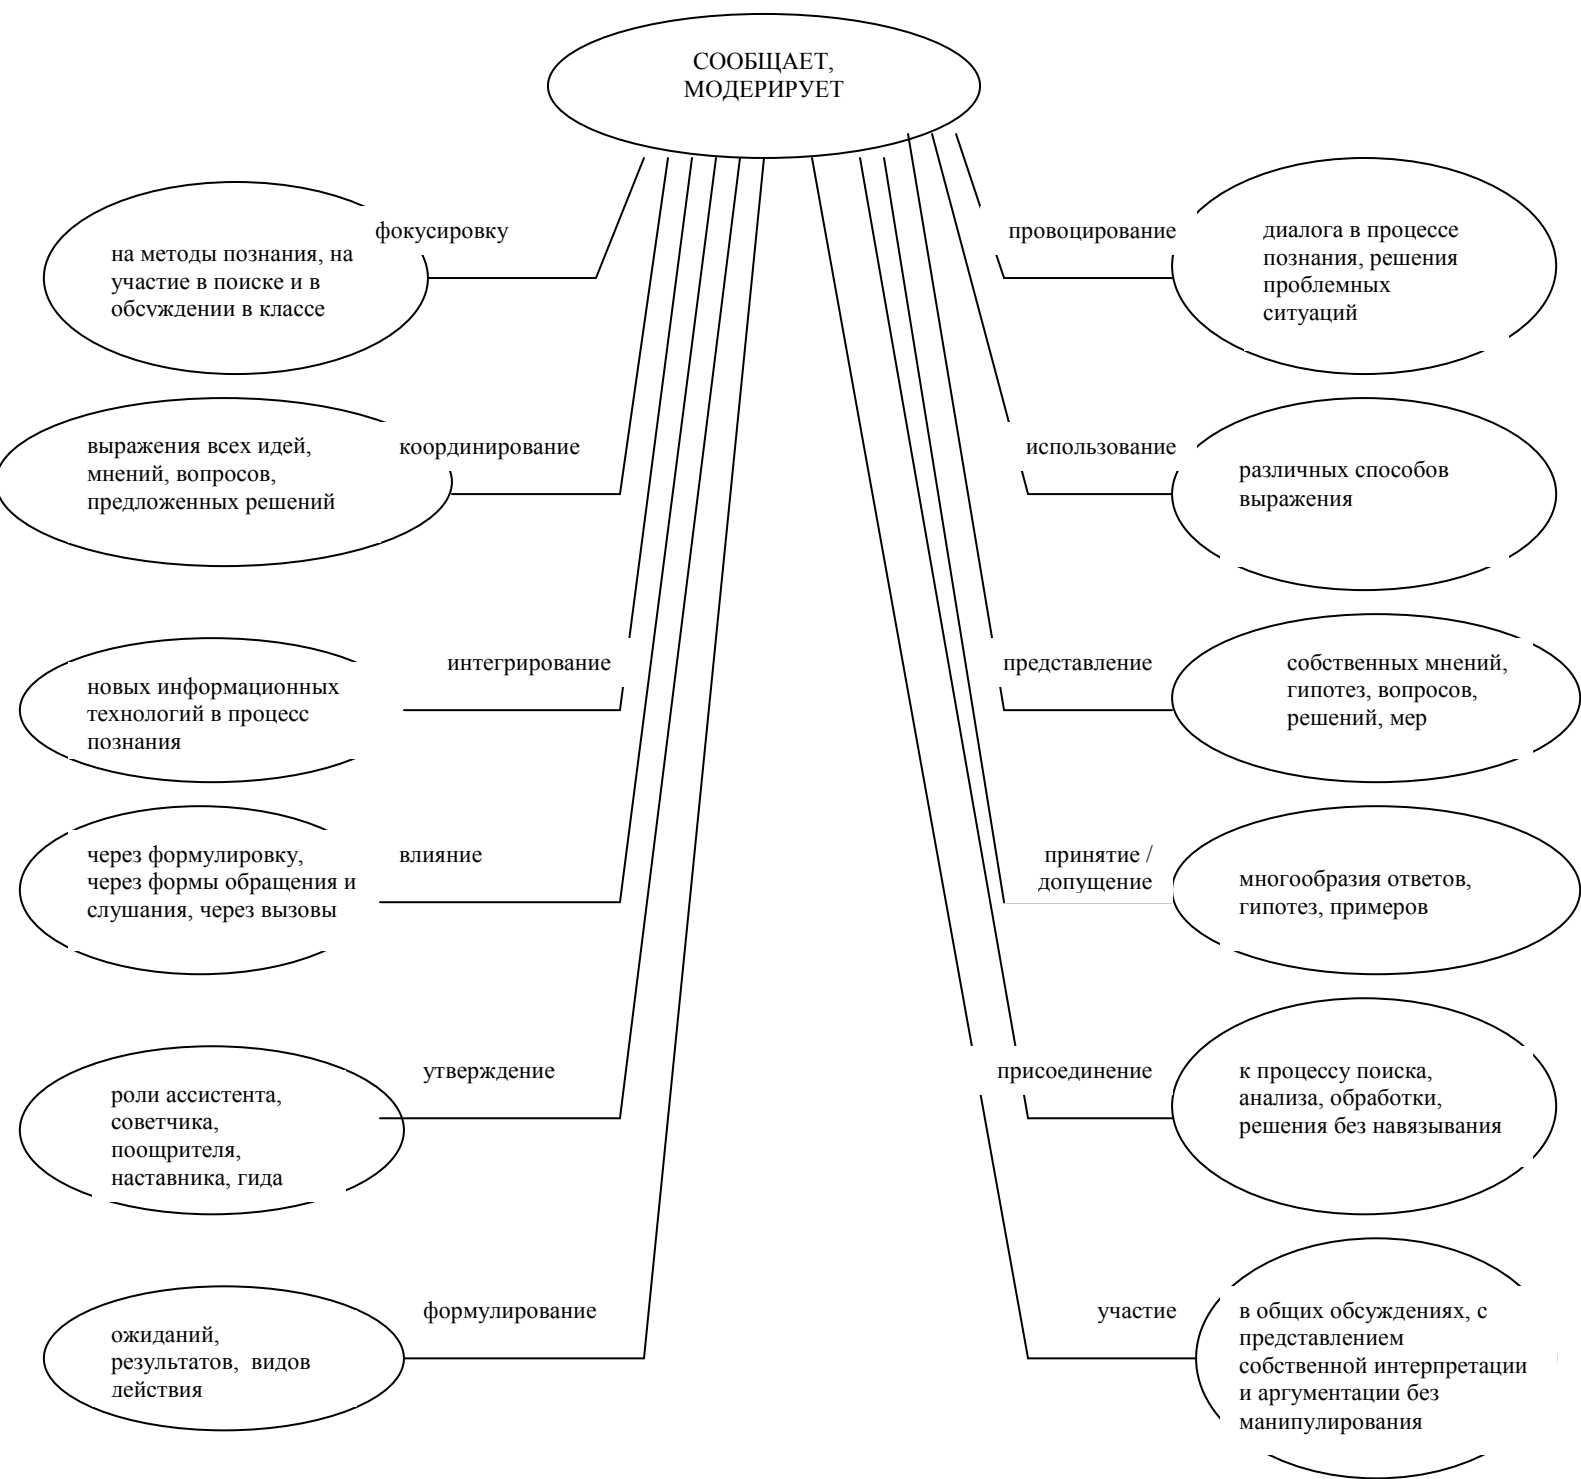 СООБЩАЕТ,
МОДЕРИРУЕТ
фокусировку
на методы познания, на
участие в поиске и в
обсуждении в классе
провоцирование
диалога в процессе
познания, решения
проблемных
ситуаций
координирование
выражения всех идей,
мнений, вопросов,
предложенных решений
использование
различных способов
выражения
интегрирование
новых информационных
технологий в процесс
познания
представление
собственных мнений,
гипотез, вопросов,
решений, мер
влияние
через формулировку,
через формы обращения и
слушания, через вызовы
принятие /
допущение
многообразия ответов,
гипотез, примеров
утверждение
роли ассистента,
советчика,
поощрителя,
наставника, гида
присоединение
к процессу поиска,
анализа, обработки,
решения без навязывания
формулирование
ожиданий,
результатов, видов
действия
участие
в общих обсуждениях, с
представлением
собственной интерпретации
и аргументации без
манипулирования